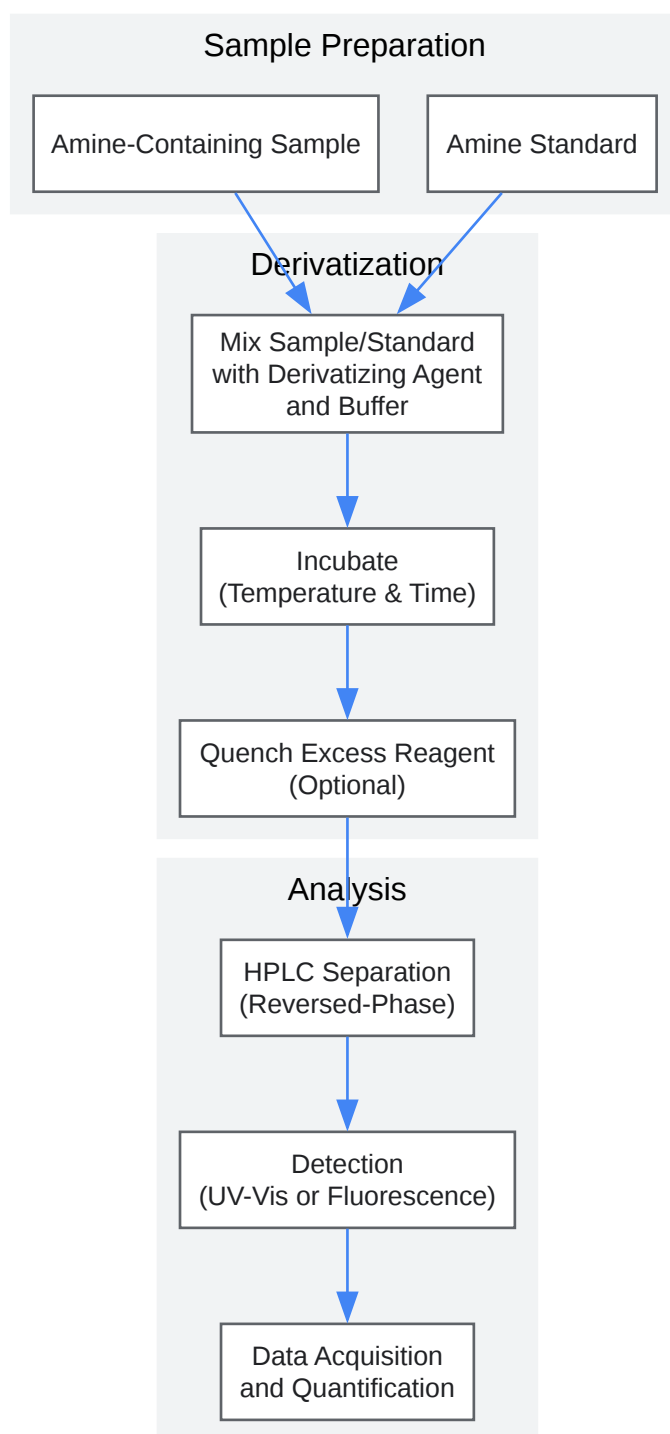 Sample Preparation
Amine-Containing Sample
Amine Standard
Derivatization
Mix Sample/Standard
with Derivatizing Agent
and Buffer
Incubate
(Temperature & Time)
Quench Excess Reagent
(Optional)
Analysis
HPLC Separation
(Reversed-Phase)
Detection
(UV-Vis or Fluorescence)
Data Acquisition
and Quantification